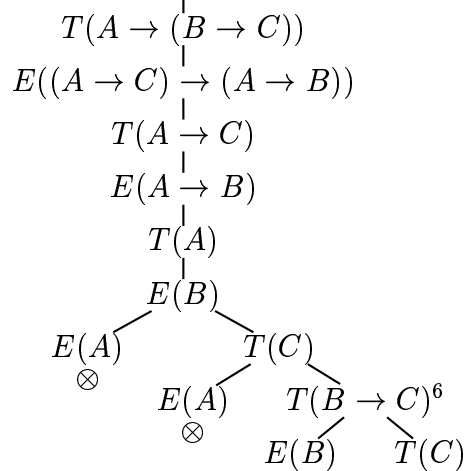 T(A → (B → C))
E((A → C) → (A → B))
T(A → C)
E(A → B)
T(A)
E(B)
E(A) T(C)
⊗
E(A) T(B → C)⁶
⊗
E(B) T(C)